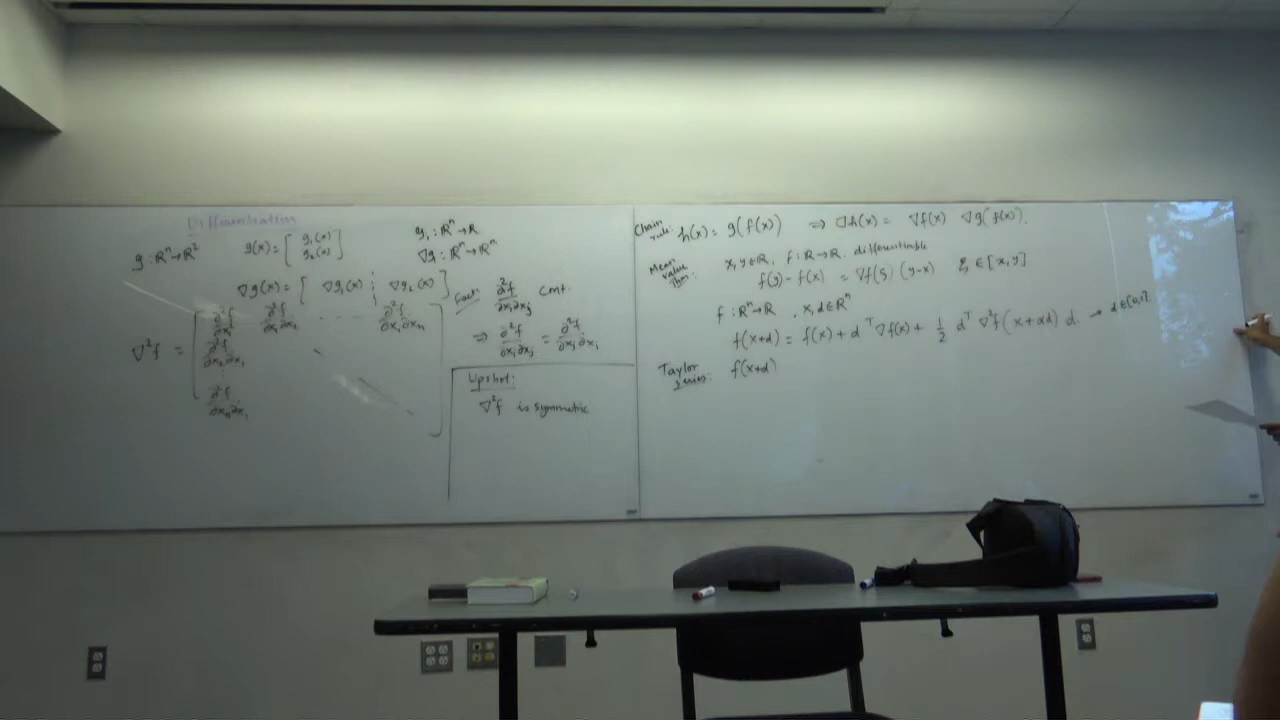 Differentiation
g : ℝⁿ→ℝ² g(x) = [ g₁(x) g₂(x) ] g₁ : ℝⁿ→ℝ
∇g : ℝⁿ→ℝⁿ
∇g(x) = [ ∇g₁(x) ⋮ ∇g₂(x) ]
∇²f = [ ∂²f/∂x₁² ∂²f/∂x₁∂x₂ ... ∂²f/∂x₁∂xₙ
∂²f/∂x₂∂x₁
∂²f/∂xₙ∂x₁ ]
Fact: ∂²f/∂xᵢ∂xⱼ cnt.
⇒ ∂²f/∂xᵢ∂xⱼ = ∂²f/∂xⱼ∂xᵢ
Upshot:
∇²f is symmetric
Chain rule: h(x) = g(f(x)) ⇒ ∇h(x) = ∇f(x) ∇g(f(x)).
Mean value Thm: x, y ∈ ℝ, f : ℝ→ℝ. differentiable
f(y) - f(x) = ∇f(ξ) (y-x) ξ ∈ [x, y]
f : ℝⁿ→ℝ , x, d ∈ ℝⁿ
f(x+d) = f(x) + dᵀ ∇f(x) + 1/2 dᵀ ∇²f(x+αd) d. → α ∈ [0,1].
Taylor series: f(x+d)